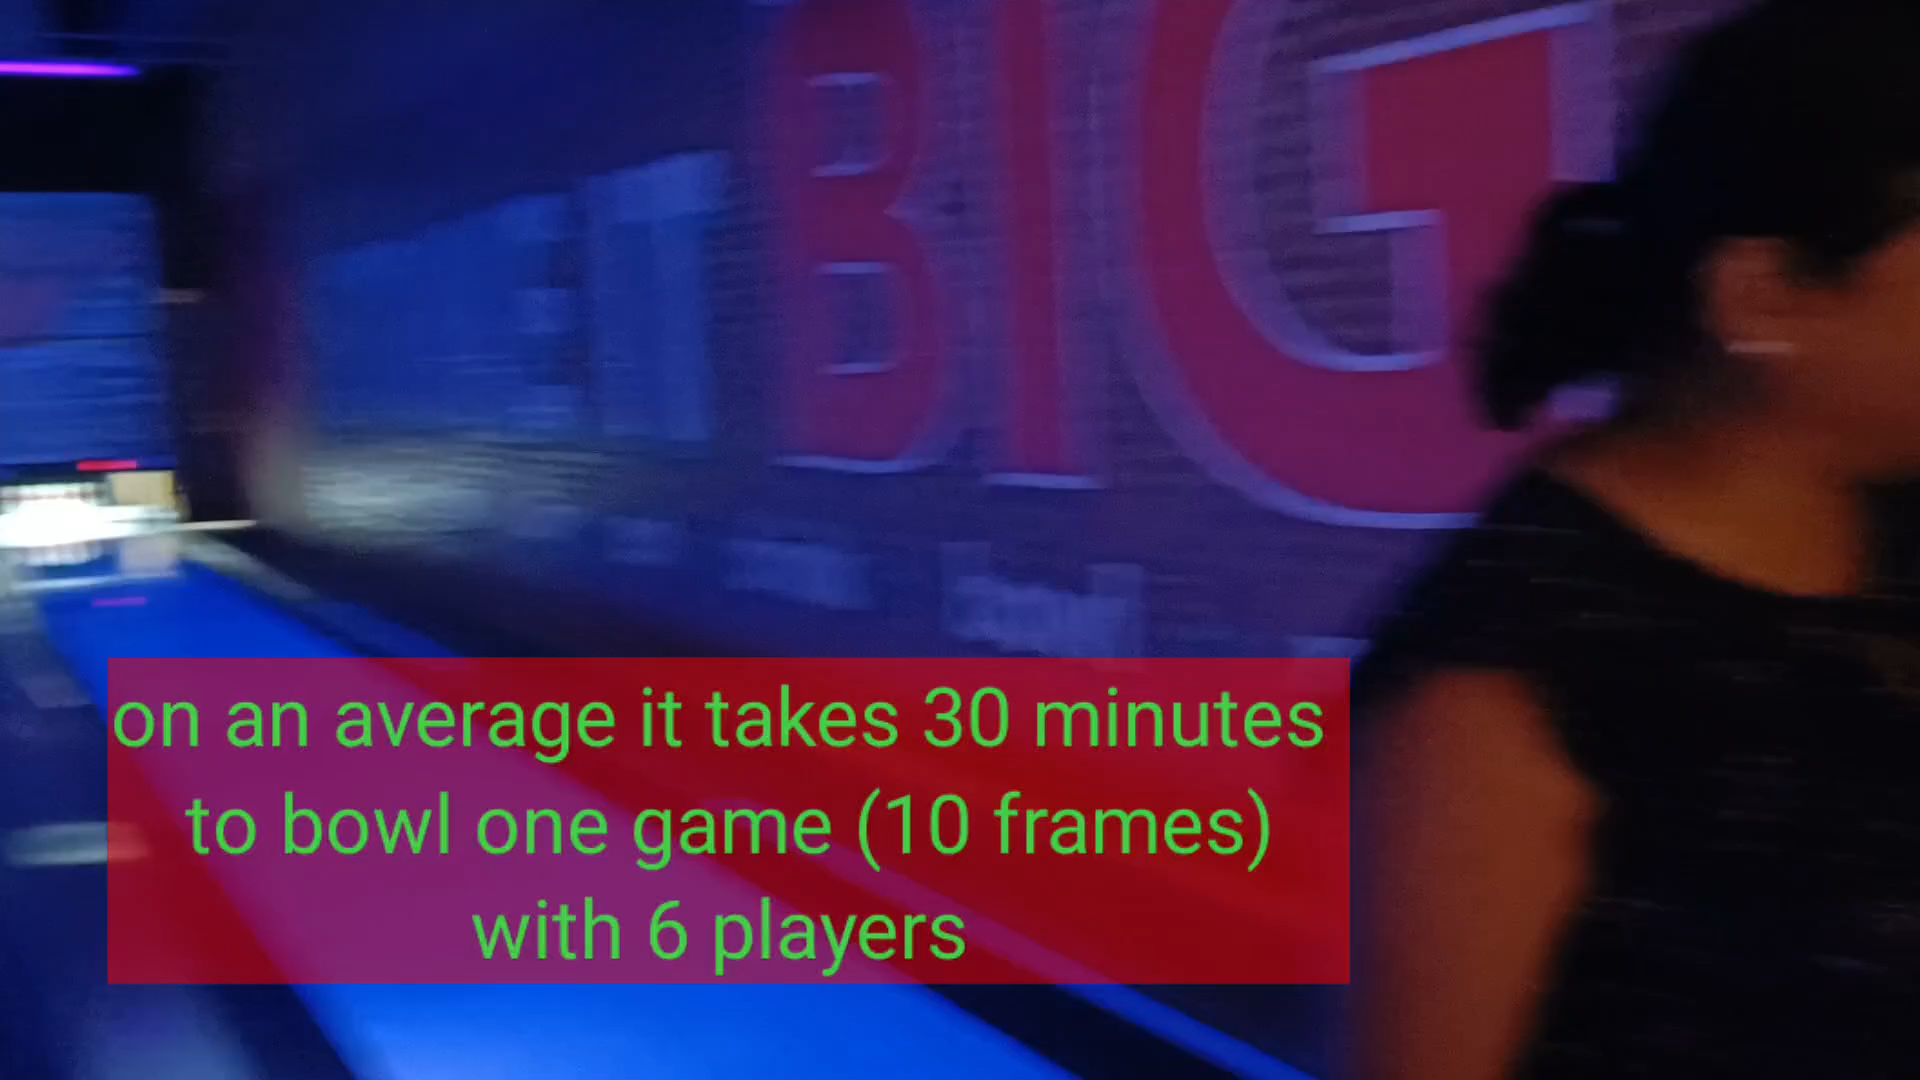 BIG
on an average it takes 30 minutes
to bowl one game (10 frames)
with 6 players